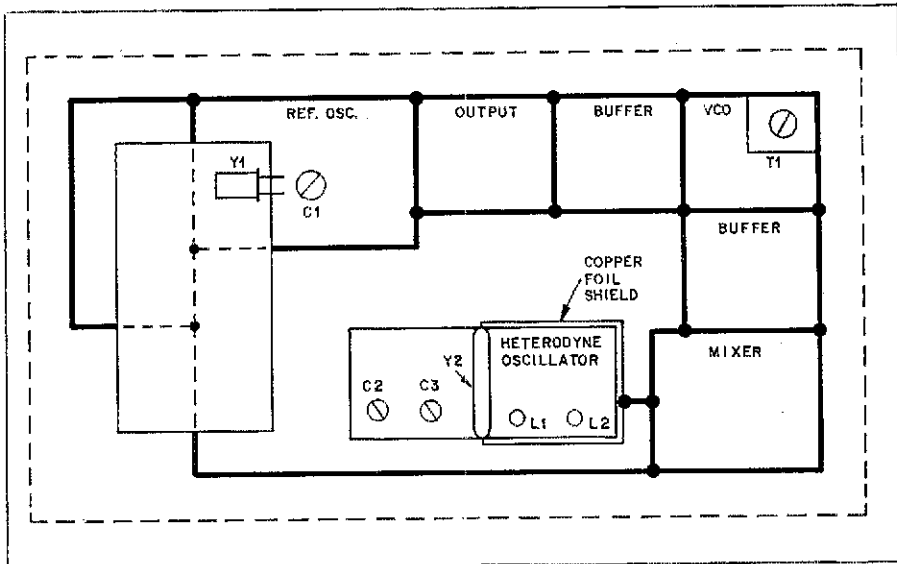 REF. OSC.
OUTPUT
BUFFER
VCO
T1
Y1
C1
BUFFER
COPPER
FOIL
SHIELD
HETERODYNE
OSCILLATOR
Y2
MIXER
C2
C3
L1
L2